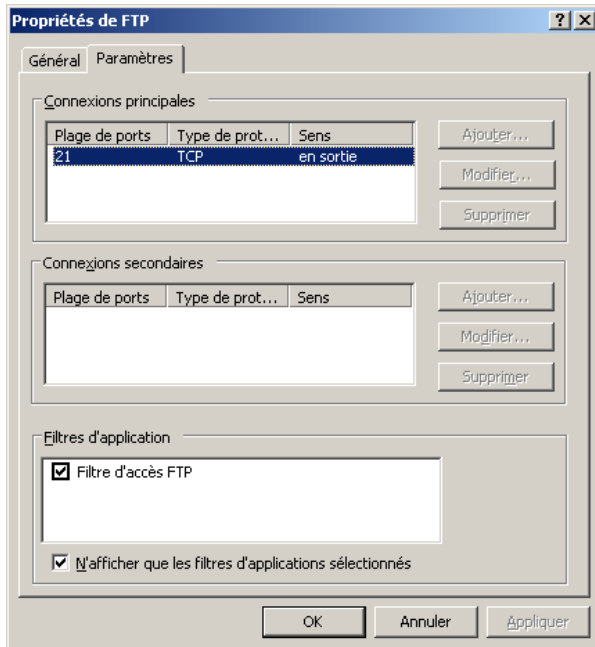 Propriétés de FTP
Général Paramètres
Connexions principales
Plage de ports Type de prot... Sens
21 TCP en sortie
Ajouter...
Modifier...
Supprimer
Connexions secondaires
Plage de ports Type de prot... Sens
Ajouter...
Modifier...
Supprimer
Filtres d'application
Filtre d'accès FTP
N'afficher que les filtres d'applications sélectionnés
OK Annuler Appliquer